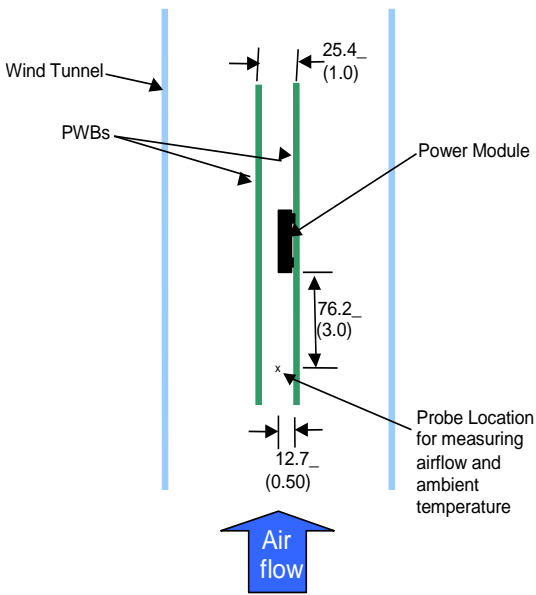 25.4_
(1.0)
Wind Tunnel
PWBs
Power Module
76.2_
(3.0)
x
Probe Location
for measuring
airflow and
ambient
temperature
12.7_
(0.50)
Air
flow